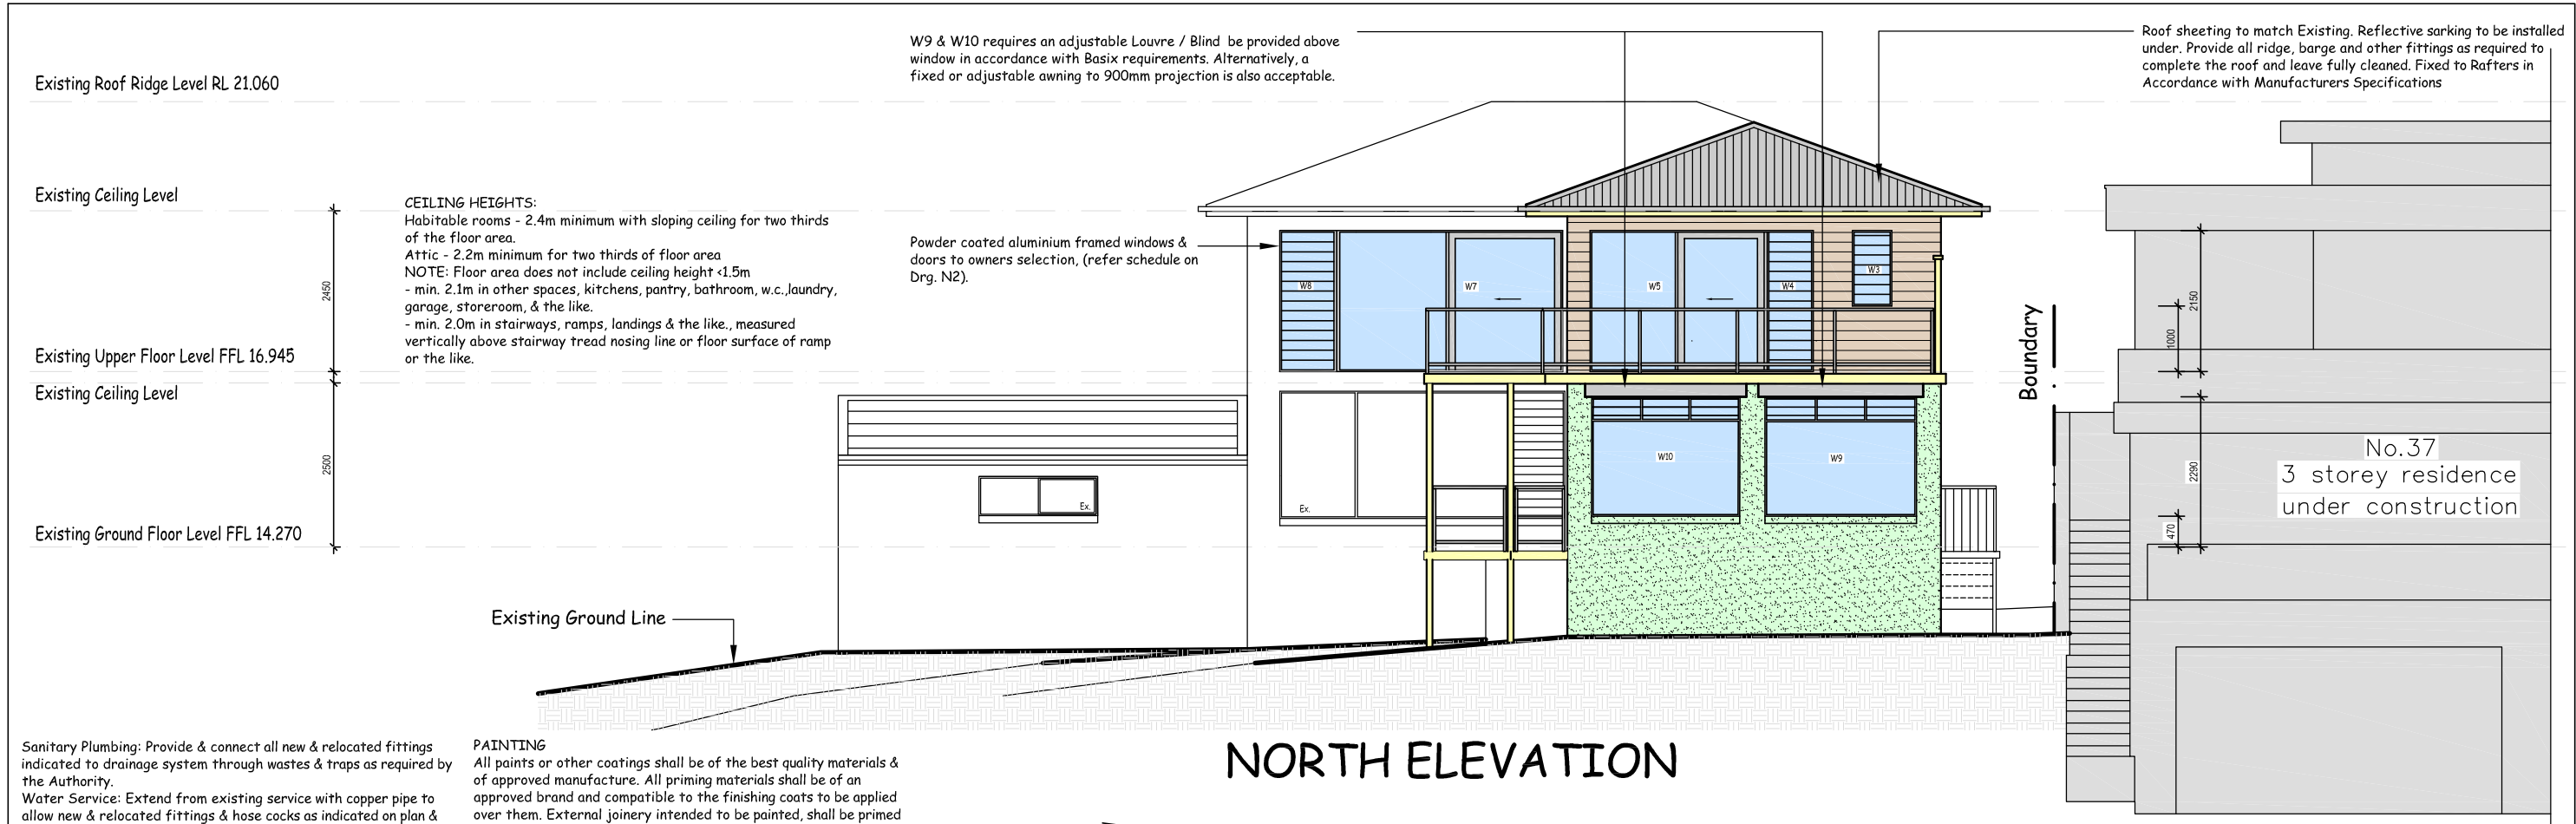 Existing Roof Ridge Level RL 21.060
Existing Ceiling Level
Existing Upper Floor Level FFL 16.945
Existing Ceiling Level
Existing Ground Floor Level FFL 14.270
2450
2500
CEILING HEIGHTS:
Habitable rooms - 2.4m minimum with sloping ceiling for two thirds
of the floor area.
Attic - 2.2m minimum for two thirds of floor area
NOTE: Floor area does not include ceiling height <1.5m
- min. 2.1m in other spaces, kitchens, pantry, bathroom, w.c.,laundry,
garage, storeroom, & the like.
- min. 2.0m in stairways, ramps, landings & the like., measured
vertically above stairway tread nosing line or floor surface of ramp
or the like.
W9 & W10 requires an adjustable Louvre / Blind be provided above
window in accordance with Basix requirements. Alternatively, a
fixed or adjustable awning to 900mm projection is also acceptable.
Powder coated aluminium framed windows &
doors to owners selection, (refer schedule on
Drg. N2).
Roof sheeting to match Existing. Reflective sarking to be installed
under. Provide all ridge, barge and other fittings as required to
complete the roof and leave fully cleaned. Fixed to Rafters in
Accordance with Manufacturers Specifications
W8
W7
W5
W4
W3
W10
W9
Ex.
Ex.
Boundary
1000
2150
2290
470
No.37
3 storey residence
under construction
Existing Ground Line
NORTH ELEVATION
Sanitary Plumbing: Provide & connect all new & relocated fittings
indicated to drainage system through wastes & traps as required by
the Authority.
Water Service: Extend from existing service with copper pipe to
allow new & relocated fittings & hose cocks as indicated on plan &
PAINTING
All paints or other coatings shall be of the best quality materials &
of approved manufacture. All priming materials shall be of an
approved brand and compatible to the finishing coats to be applied
over them. External joinery intended to be painted, shall be primed